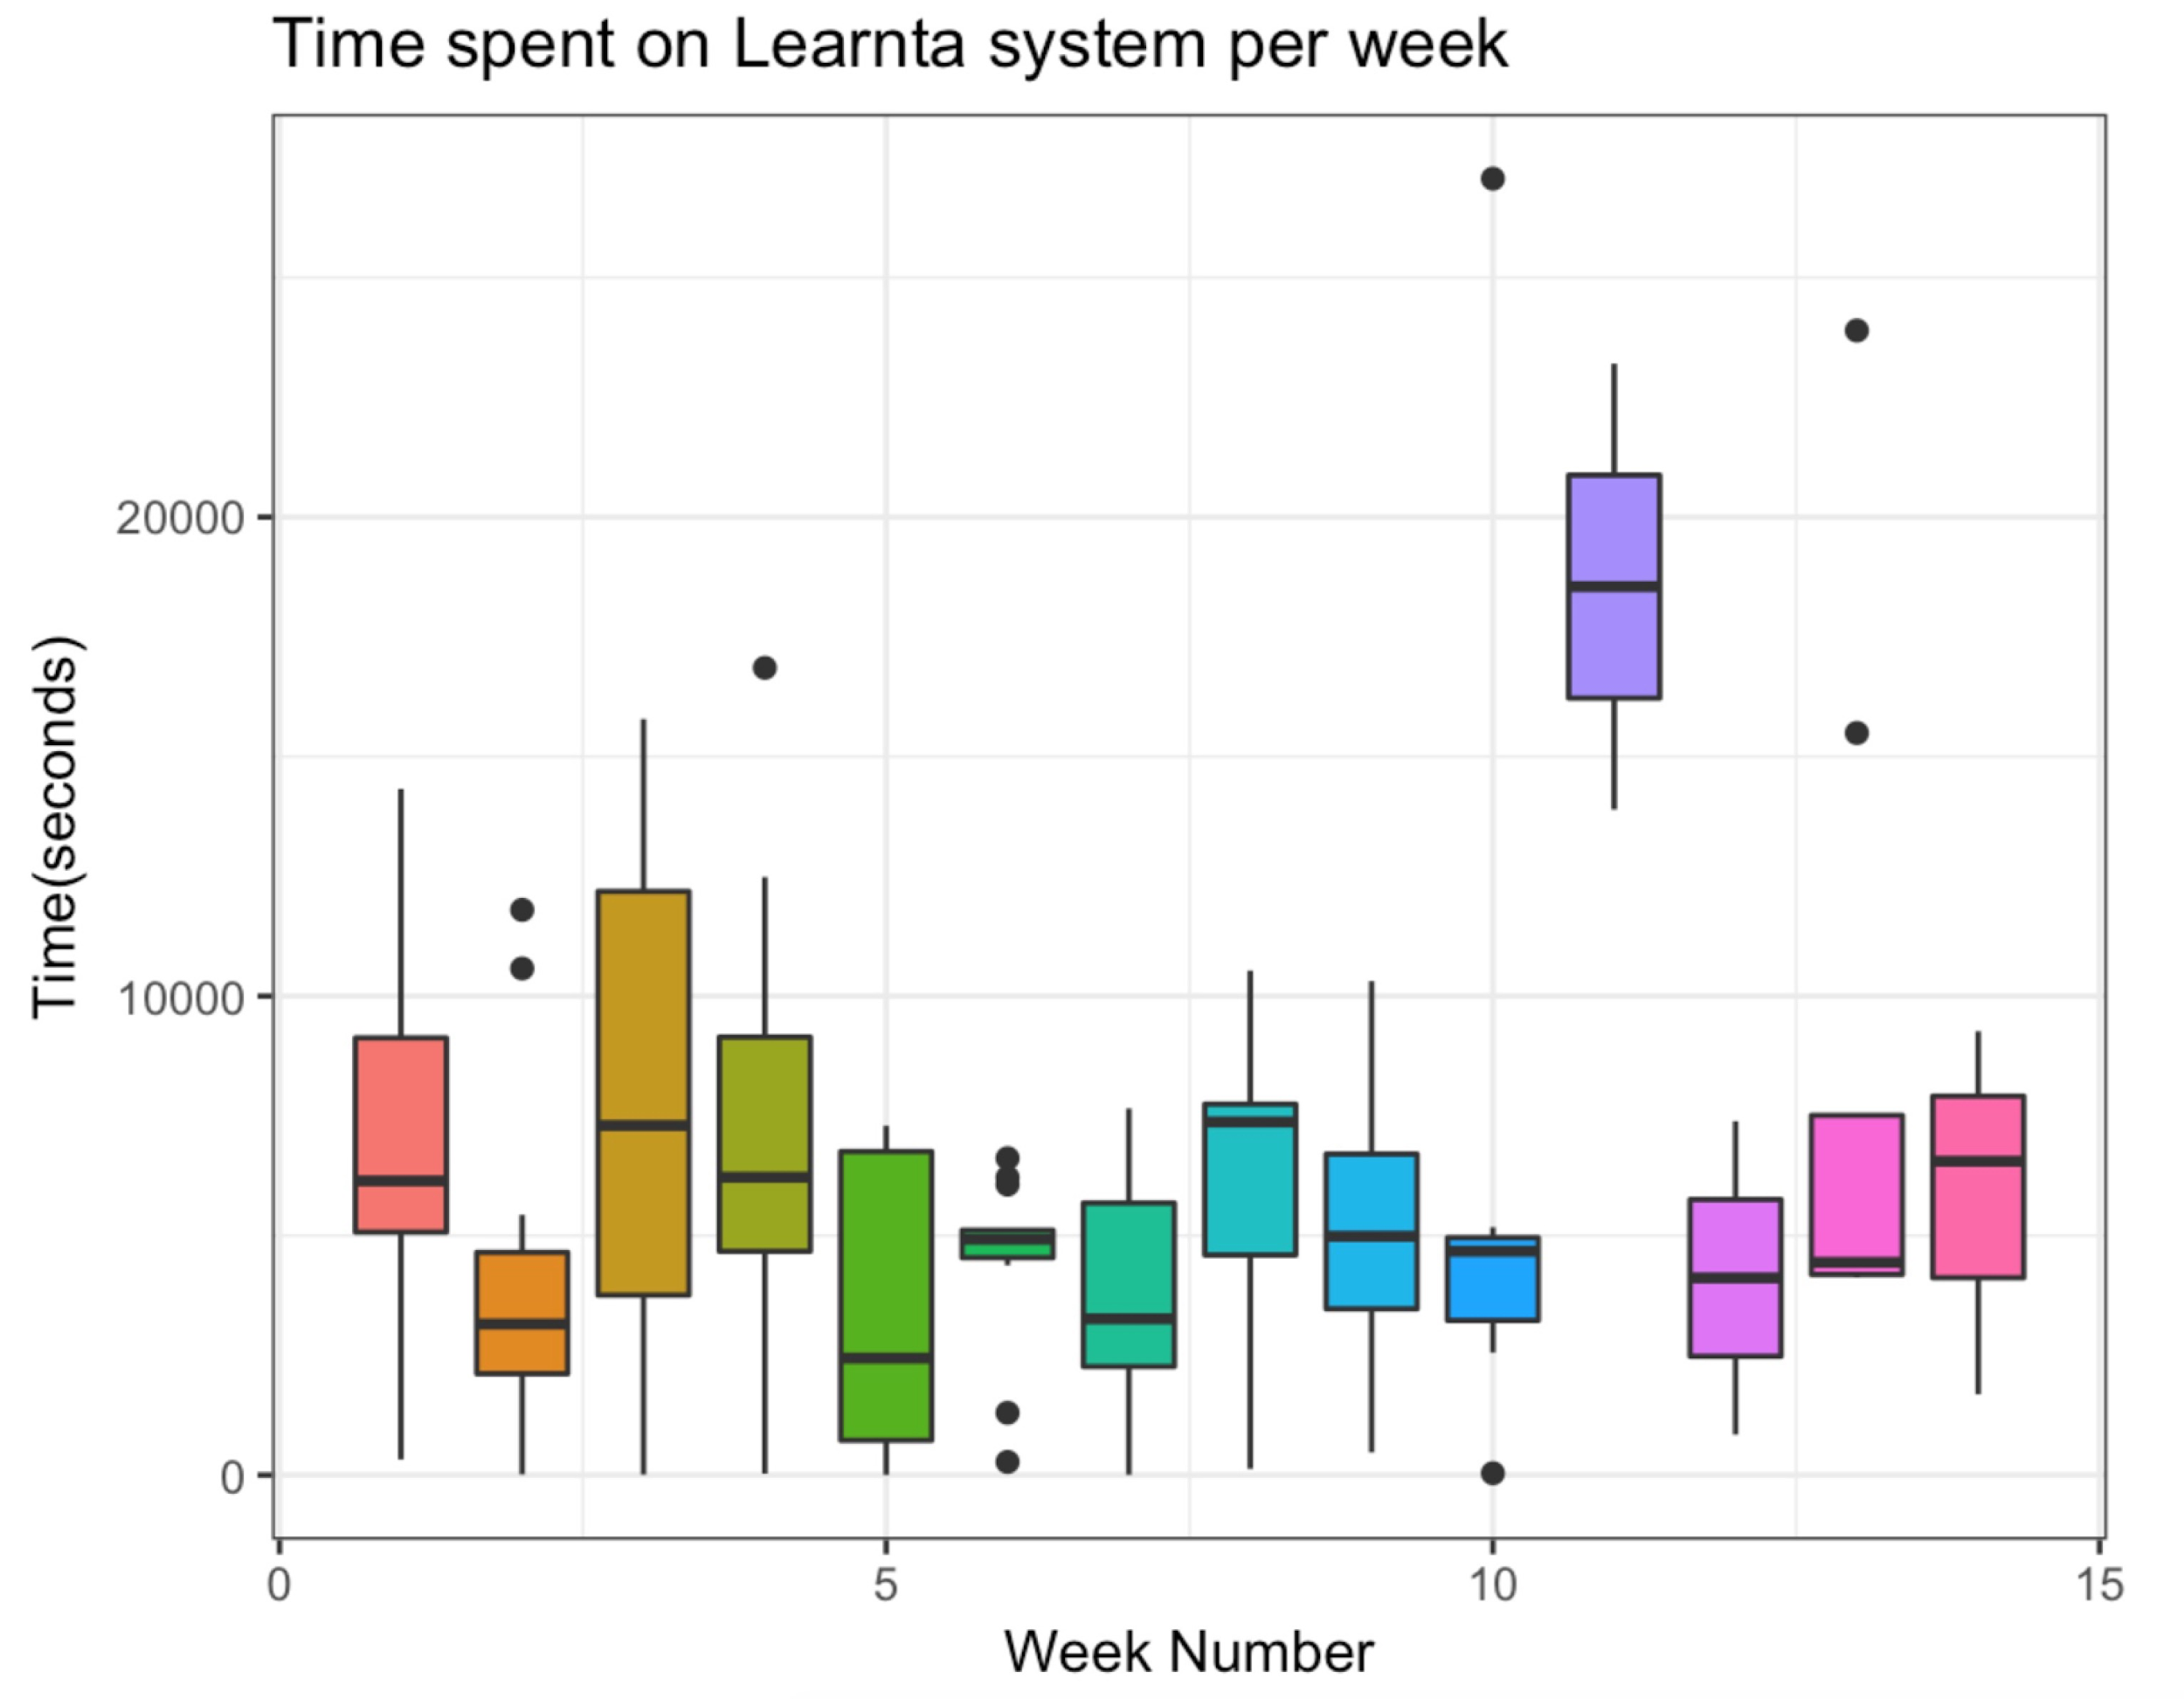 Time spent on Learnta system per week
Time(seconds)
20000
10000
0
0 5 10 15
Week Number